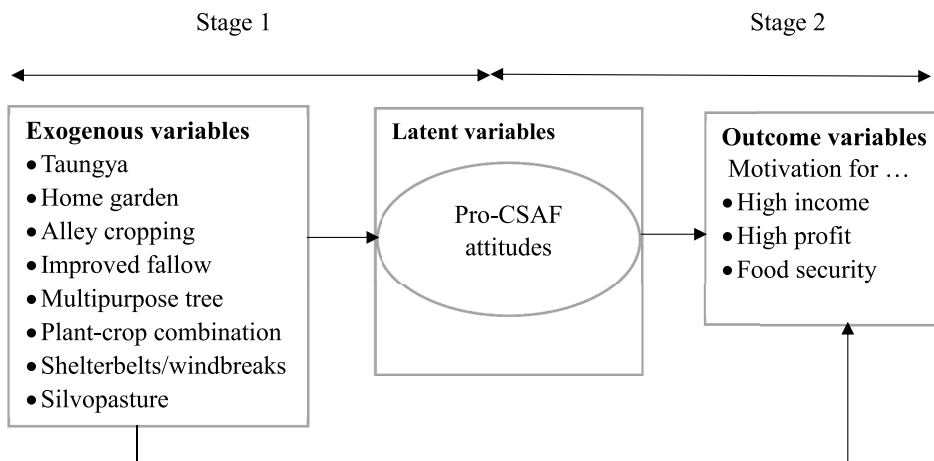 Stage 1
Stage 2
Exogenous variables
• Taungya
• Home garden
• Alley cropping
• Improved fallow
• Multipurpose tree
• Plant-crop combination
• Shelterbelts/windbreaks
• Silvopasture
Latent variables
Pro-CSAF
attitudes
Outcome variables
Motivation for …
• High income
• High profit
• Food security